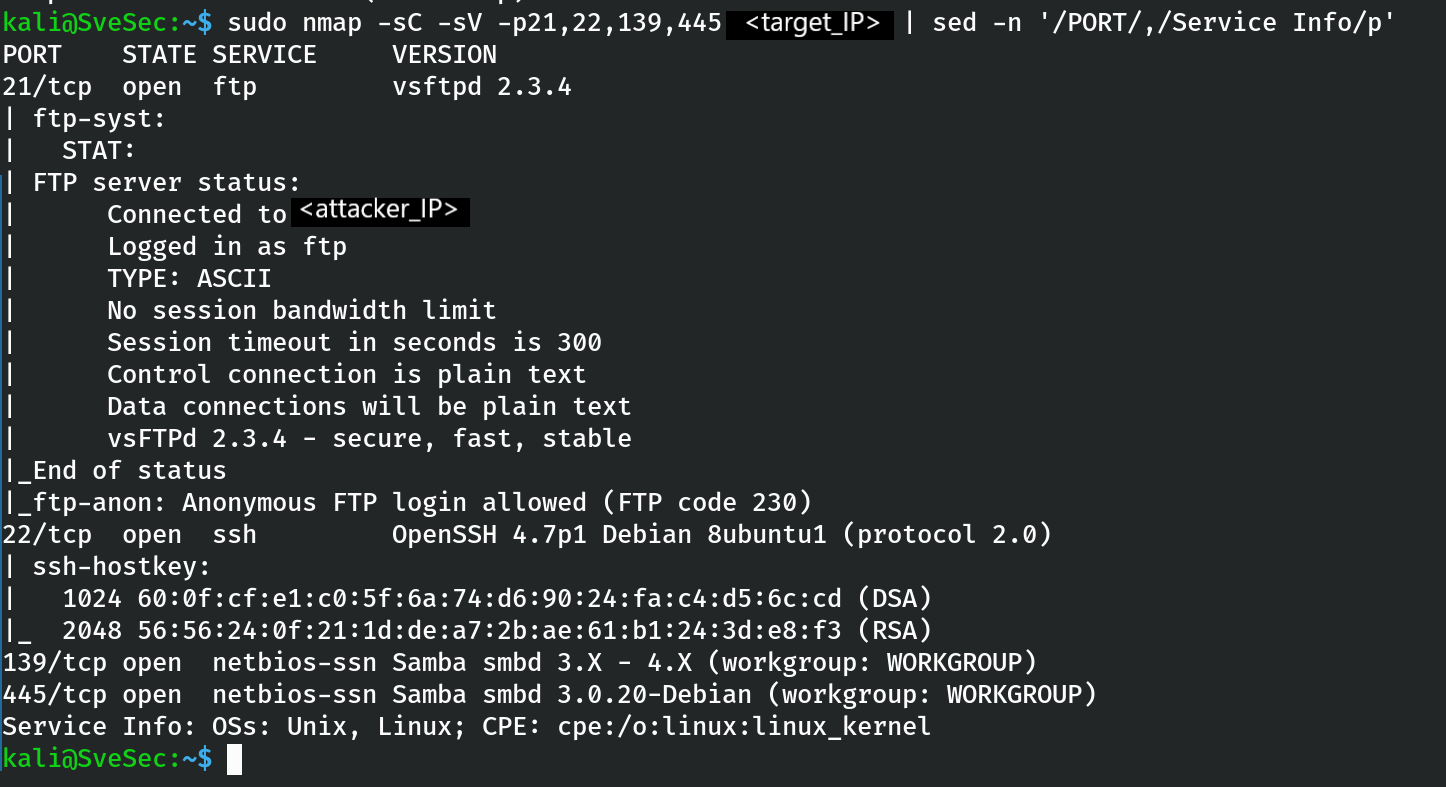 kali@SveSec:~$ sudo nmap -sC -sV -p21,22,139,445 <target_IP> | sed -n '/PORT/,/Service Info/p'
PORT    STATE SERVICE     VERSION
21/tcp  open  ftp         vsftpd 2.3.4
| ftp-syst:
|   STAT:
| FTP server status:
|      Connected to <attacker_IP>
|      Logged in as ftp
|      TYPE: ASCII
|      No session bandwidth limit
|      Session timeout in seconds is 300
|      Control connection is plain text
|      Data connections will be plain text
|      vsFTPd 2.3.4 - secure, fast, stable
|_End of status
|_ftp-anon: Anonymous FTP login allowed (FTP code 230)
22/tcp  open  ssh         OpenSSH 4.7p1 Debian 8ubuntu1 (protocol 2.0)
| ssh-hostkey:
|   1024 60:0f:cf:e1:c0:5f:6a:74:d6:90:24:fa:c4:d5:6c:cd (DSA)
|_  2048 56:56:24:0f:21:1d:de:a7:2b:ae:61:b1:24:3d:e8:f3 (RSA)
139/tcp open  netbios-ssn Samba smbd 3.X - 4.X (workgroup: WORKGROUP)
445/tcp open  netbios-ssn Samba smbd 3.0.20-Debian (workgroup: WORKGROUP)
Service Info: OSs: Unix, Linux; CPE: cpe:/o:linux:linux_kernel
kali@SveSec:~$